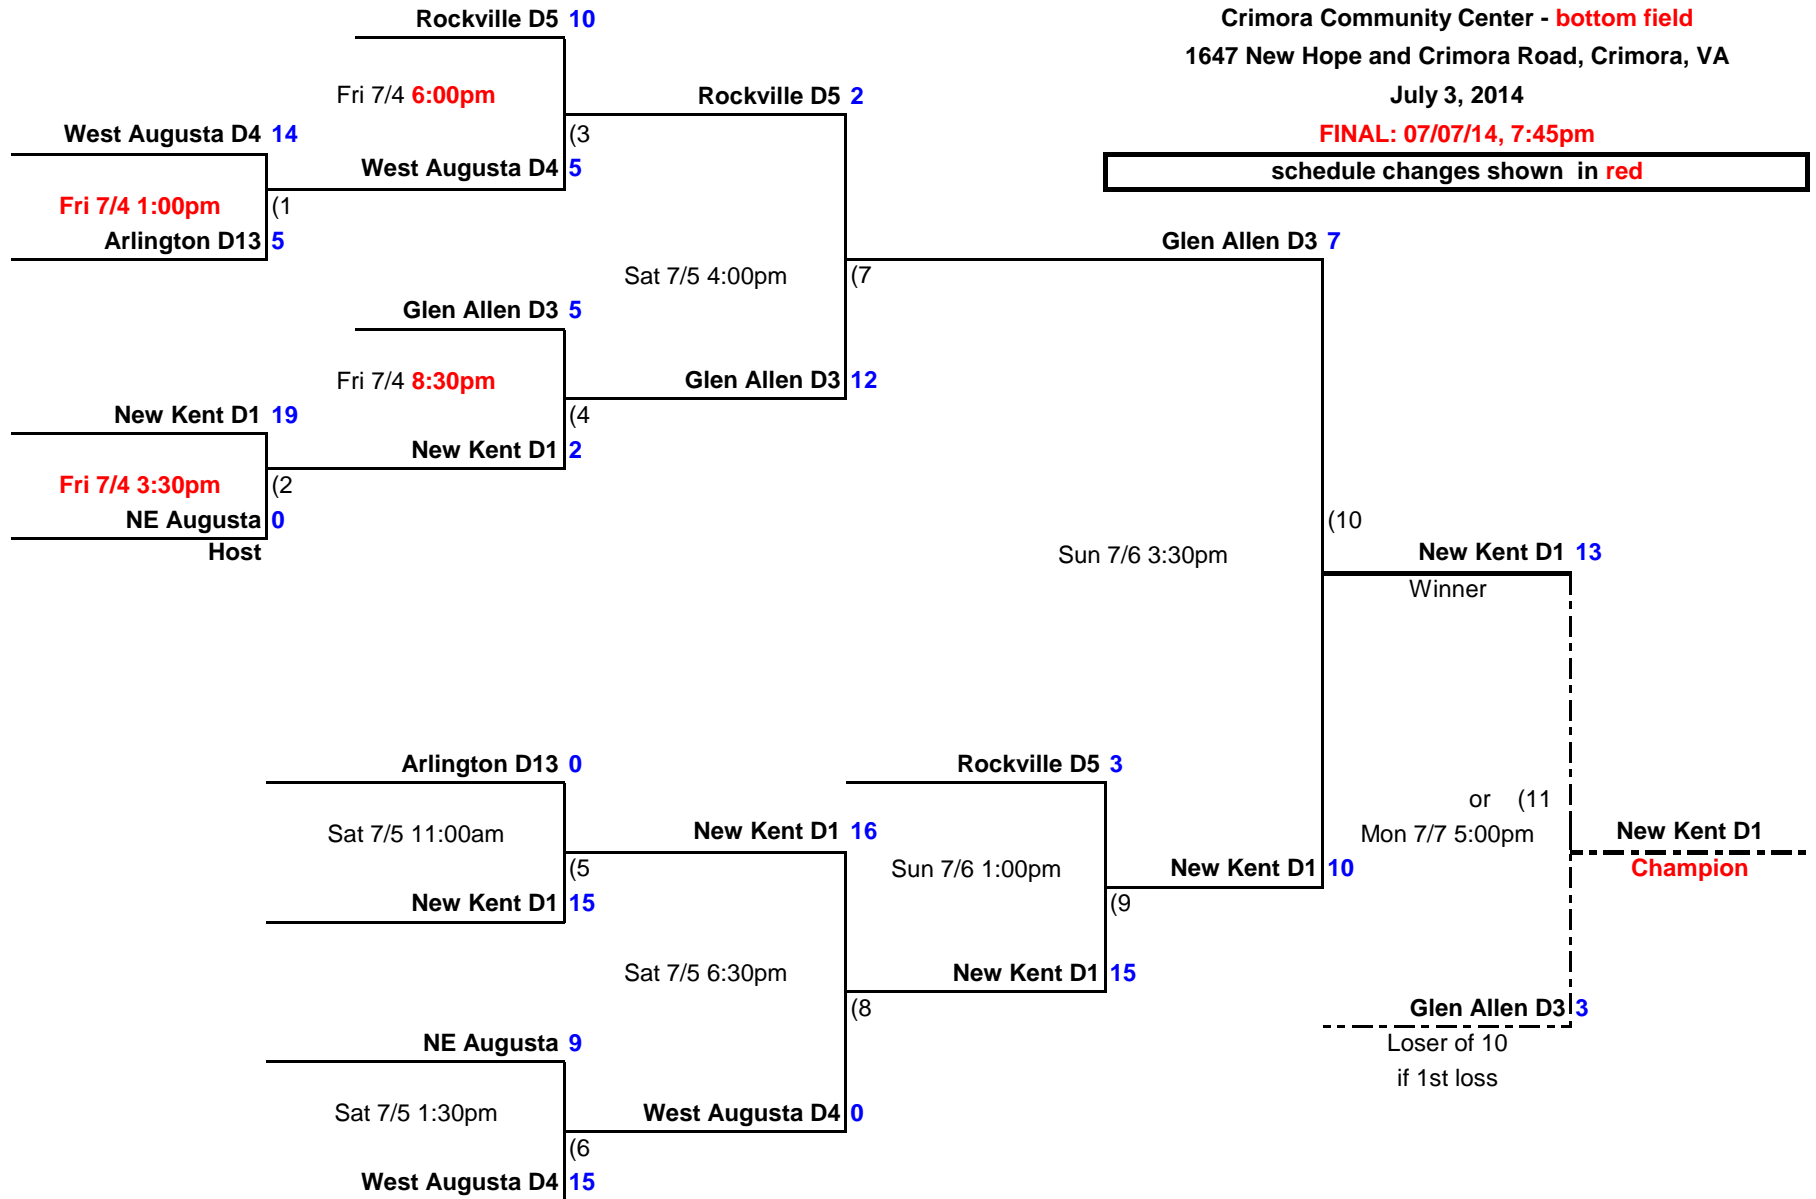 Rockville D5 10
Crimora Community Center - bottom field
1647 New Hope and Crimora Road, Crimora, VA
Fri 7/4 6:00pm
Rockville D5 2
July 3, 2014
West Augusta D4 14
(3
FINAL: 07/07/14, 7:45pm
West Augusta D4 5
schedule changes shown in red
Fri 7/4 1:00pm
(1
Arlington D13 5
Glen Allen D3 7
Sat 7/5 4:00pm
(7
Glen Allen D3 5
Fri 7/4 8:30pm
Glen Allen D3 12
New Kent D1 19
(4
New Kent D1 2
Fri 7/4 3:30pm
(2
NE Augusta 0
(10
Host
Sun 7/6 3:30pm
New Kent D1 13
Winner
Arlington D13 0
Rockville D5 3
or (11
Sat 7/5 11:00am
New Kent D1 16
Mon 7/7 5:00pm
New Kent D1
(5
Sun 7/6 1:00pm
New Kent D1 10
Champion
New Kent D1 15
(9
Sat 7/5 6:30pm
New Kent D1 15
(8
Glen Allen D3 3
NE Augusta 9
Loser of 10
if 1st loss
Sat 7/5 1:30pm
West Augusta D4 0
(6
West Augusta D4 15